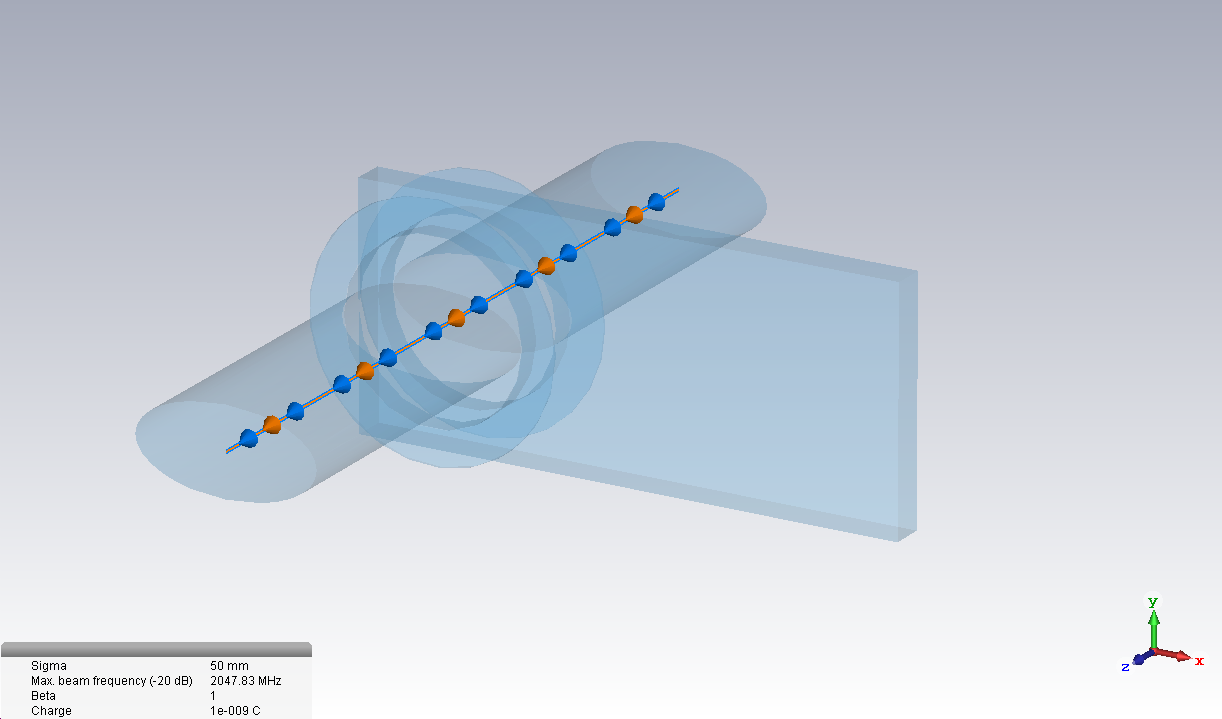 y
x
z
Sigma 50 mm
Max. beam frequency (-20 dB) 2047.83 MHz
Beta 1
Charge 1e-009 C